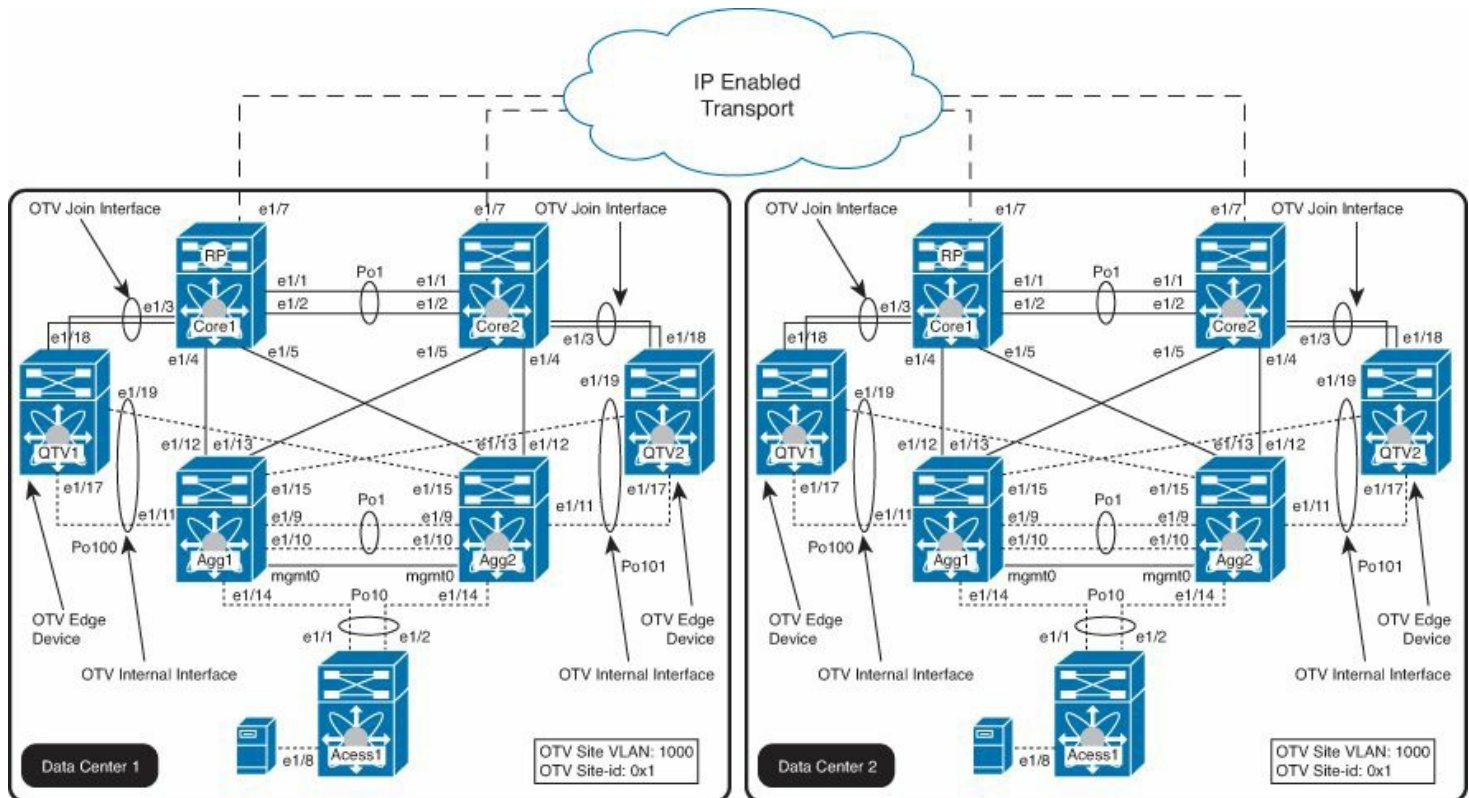 IP Enabled
Transport
OTV Join Interface
e1/7
e1/7
OTV Join Interface
RP
Po1
e1/1
e1/1
e1/2
e1/2
e1/3
Core1
Core2
e1/3
e1/18
e1/18
e1/4
e1/5
e1/5
e1/4
e1/19
e1/19
QTV1
QTV2
e1/12
e1/13
e1/13
e1/12
e1/17
e1/17
e1/15
e1/15
Po1
e1/11
e1/11
e1/9
e1/9
e1/10
e1/10
Po100
Po101
Agg1
Agg2
mgmt0
mgmt0
e1/14
Po10
e1/14
OTV Edge
Device
OTV Edge
Device
e1/1
e1/2
OTV Internal Interface
OTV Internal Interface
Acess1
e1/8
Data Center 1
OTV Site VLAN: 1000
OTV Site-id: 0x1
OTV Join Interface
e1/7
e1/7
OTV Join Interface
RP
Po1
e1/1
e1/1
e1/2
e1/2
e1/3
Core1
Core2
e1/3
e1/18
e1/18
e1/4
e1/5
e1/5
e1/4
e1/19
e1/19
QTV1
QTV2
e1/12
e1/13
e1/13
e1/12
e1/17
e1/17
e1/15
e1/15
Po1
e1/11
e1/11
e1/9
e1/9
e1/10
e1/10
Po100
Po101
Agg1
Agg2
mgmt0
mgmt0
e1/14
Po10
e1/14
OTV Edge
Device
OTV Edge
Device
e1/1
e1/2
OTV Internal Interface
OTV Internal Interface
Acess1
e1/8
Data Center 2
OTV Site VLAN: 1000
OTV Site-id: 0x1